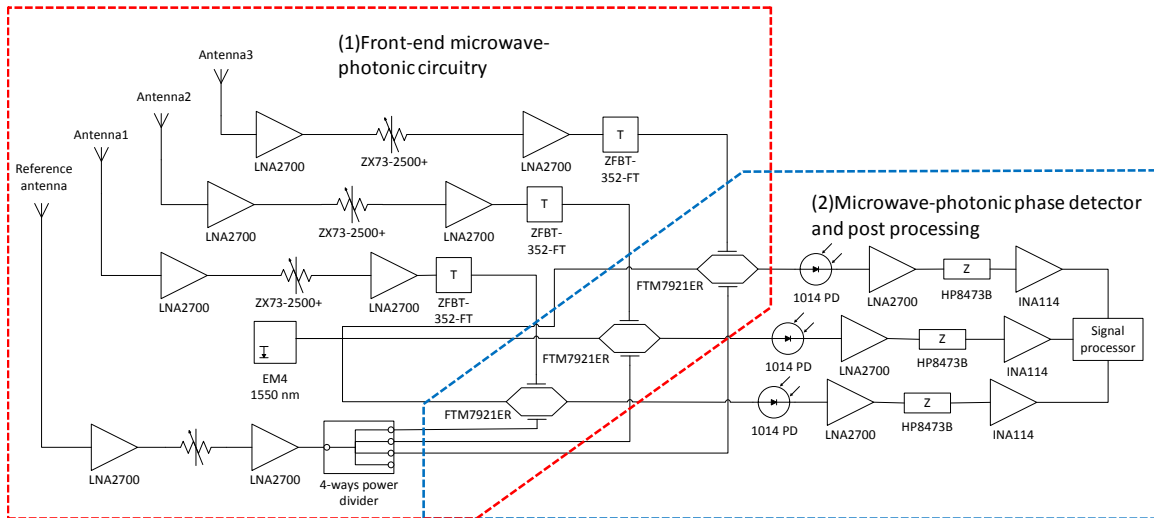 (1)Front-end microwave-
photonic circuitry
Antenna3
LNA2700
ZX73-2500+
LNA2700
T
ZFBT-
352-FT
Antenna2
LNA2700
ZX73-2500+
LNA2700
T
ZFBT-
352-FT
Antenna1
LNA2700
ZX73-2500+
LNA2700
T
ZFBT-
352-FT
Reference
antenna
LNA2700
LNA2700
4-ways power
divider
EM4
1550 nm
(2)Microwave-photonic phase detector
and post processing
FTM7921ER
1014 PD
LNA2700
Z
HP8473B
INA114
FTM7921ER
1014 PD
LNA2700
Z
HP8473B
INA114
FTM7921ER
1014 PD
LNA2700
Z
HP8473B
INA114
Signal
processor